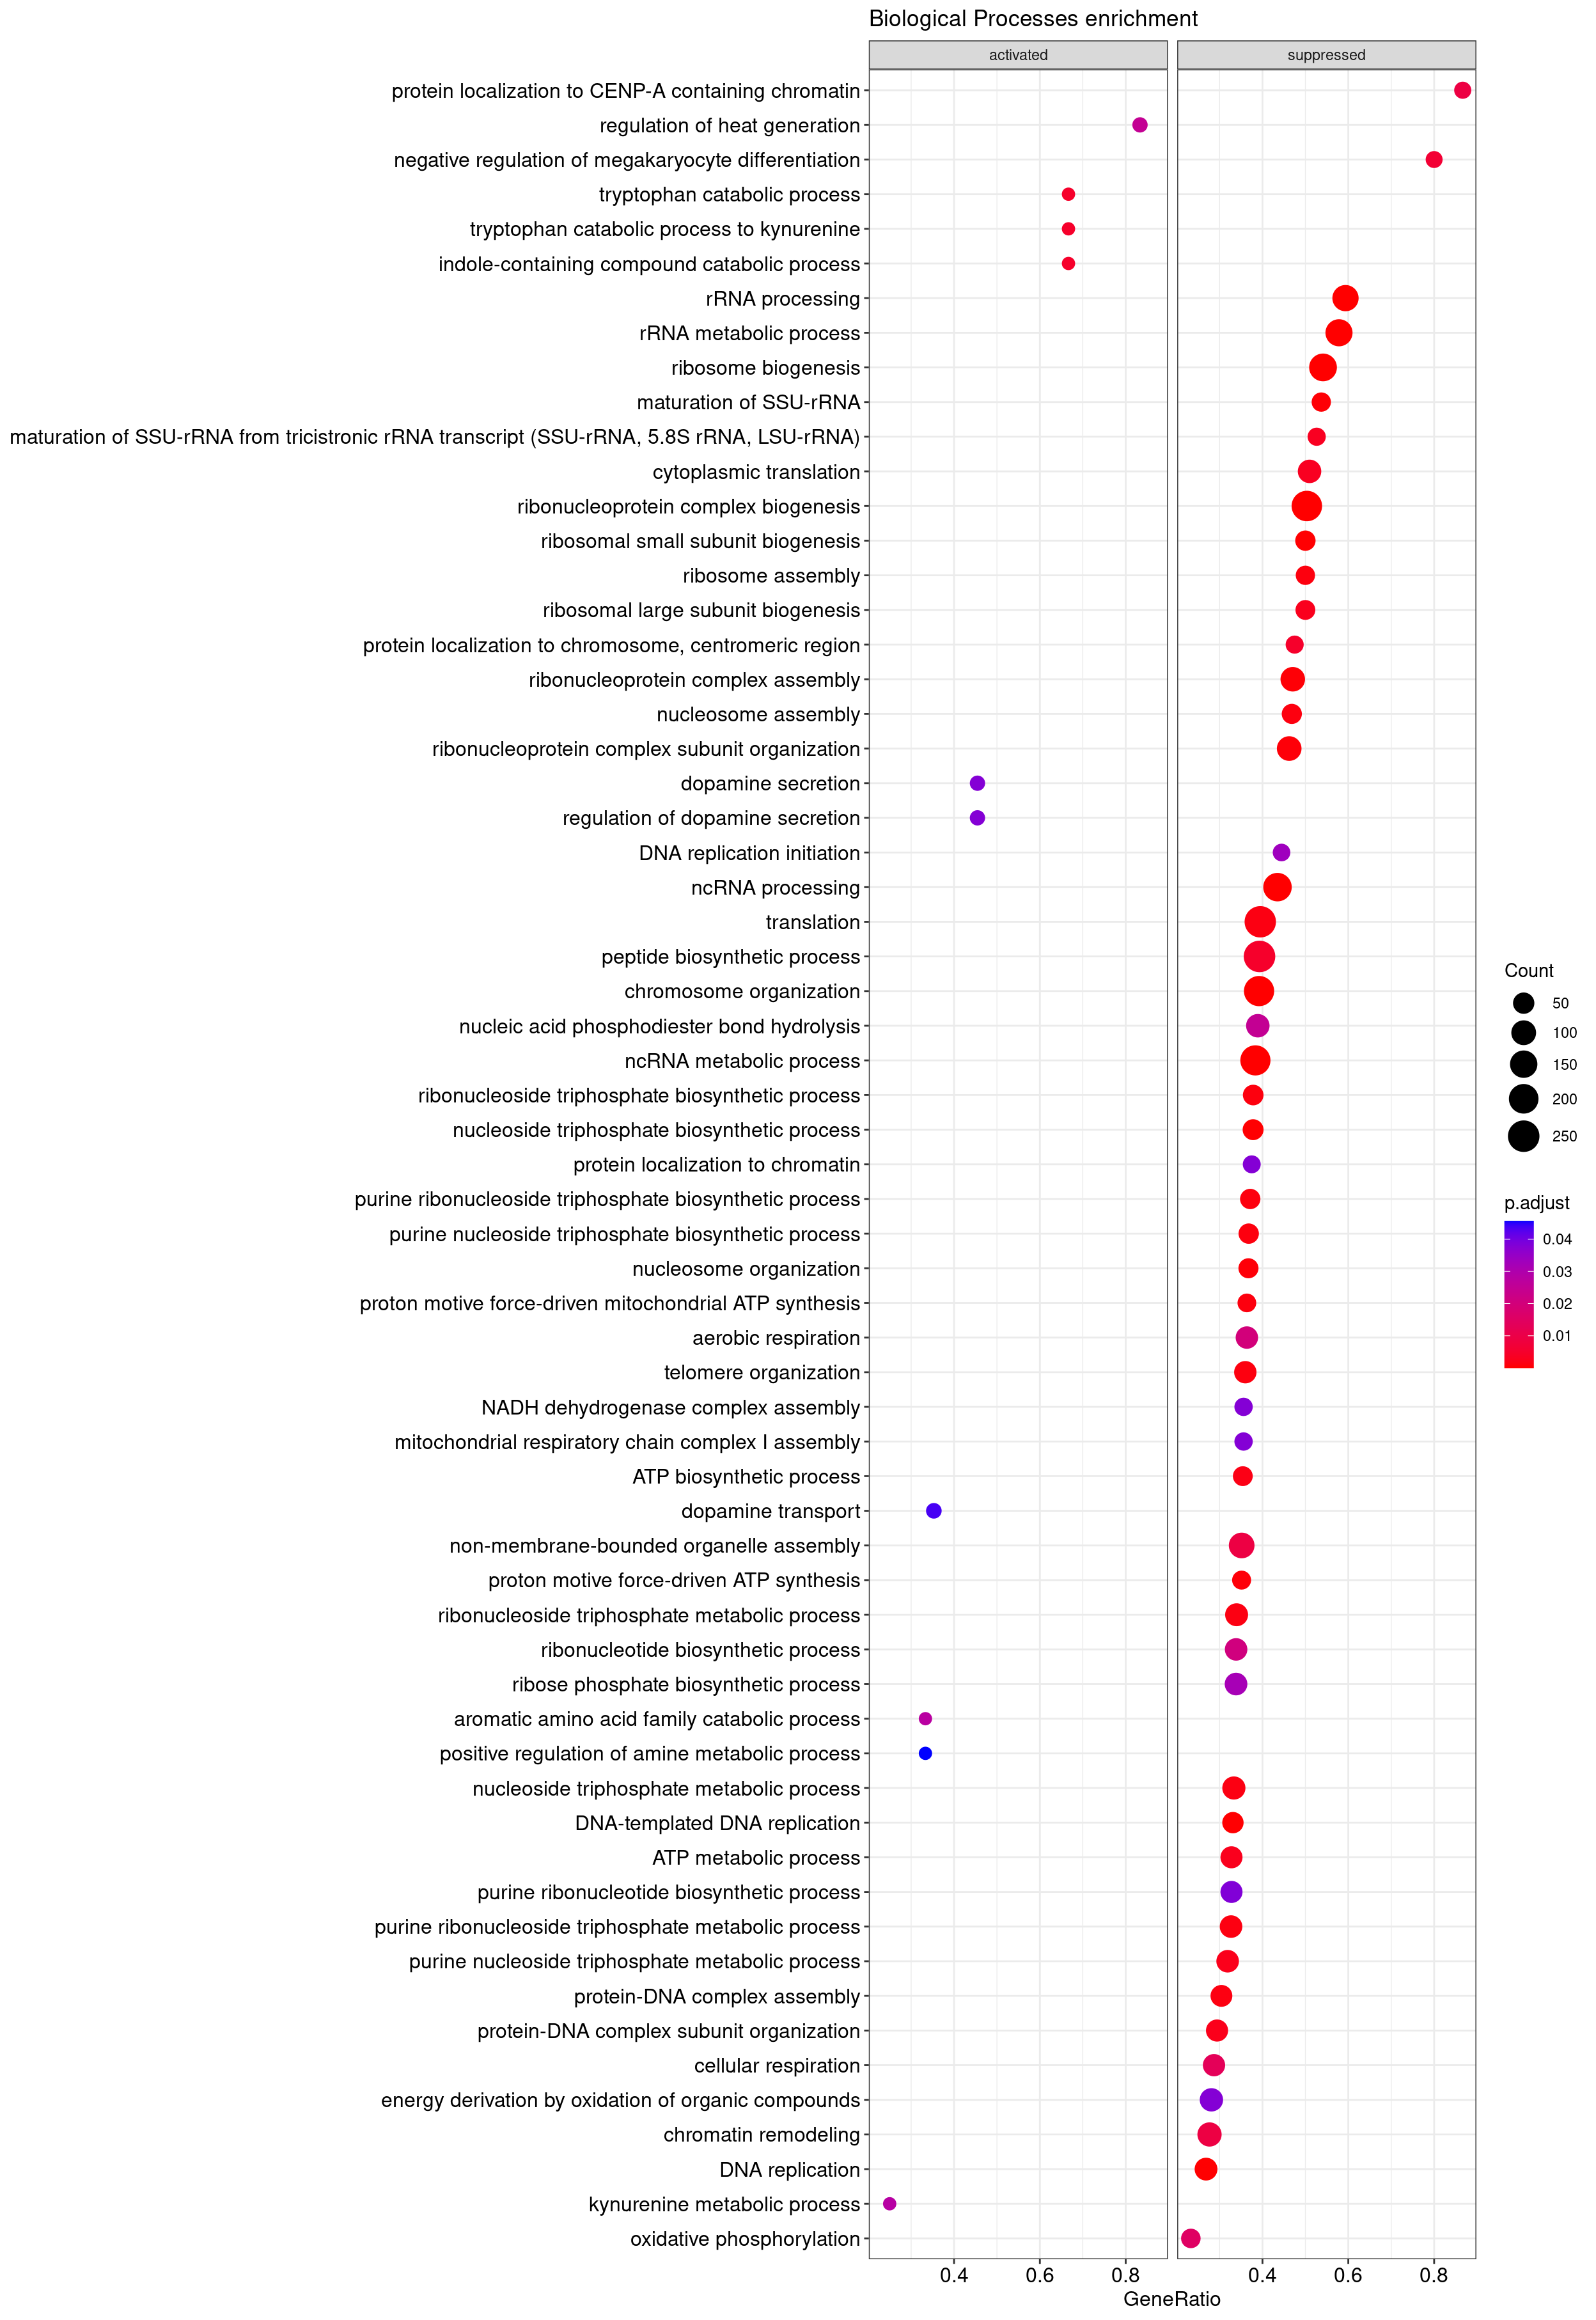 Biological Processes enrichment
activated
suppressed
protein localization to CENP-A containing chromatin
regulation of heat generation
negative regulation of megakaryocyte differentiation
tryptophan catabolic process
tryptophan catabolic process to kynurenine
indole-containing compound catabolic process
rRNA processing
rRNA metabolic process
ribosome biogenesis
maturation of SSU-rRNA
maturation of SSU-rRNA from tricistronic rRNA transcript (SSU-rRNA, 5.8S rRNA, LSU-rRNA)
cytoplasmic translation
ribonucleoprotein complex biogenesis
ribosomal small subunit biogenesis
ribosome assembly
ribosomal large subunit biogenesis
protein localization to chromosome, centromeric region
ribonucleoprotein complex assembly
nucleosome assembly
ribonucleoprotein complex subunit organization
dopamine secretion
regulation of dopamine secretion
DNA replication initiation
ncRNA processing
translation
peptide biosynthetic process
chromosome organization
nucleic acid phosphodiester bond hydrolysis
ncRNA metabolic process
ribonucleoside triphosphate biosynthetic process
nucleoside triphosphate biosynthetic process
protein localization to chromatin
purine ribonucleoside triphosphate biosynthetic process
purine nucleoside triphosphate biosynthetic process
nucleosome organization
proton motive force-driven mitochondrial ATP synthesis
aerobic respiration
telomere organization
NADH dehydrogenase complex assembly
mitochondrial respiratory chain complex I assembly
ATP biosynthetic process
dopamine transport
non-membrane-bounded organelle assembly
proton motive force-driven ATP synthesis
ribonucleoside triphosphate metabolic process
ribonucleotide biosynthetic process
ribose phosphate biosynthetic process
aromatic amino acid family catabolic process
positive regulation of amine metabolic process
nucleoside triphosphate metabolic process
DNA-templated DNA replication
ATP metabolic process
purine ribonucleotide biosynthetic process
purine ribonucleoside triphosphate metabolic process
purine nucleoside triphosphate metabolic process
protein-DNA complex assembly
protein-DNA complex subunit organization
cellular respiration
energy derivation by oxidation of organic compounds
chromatin remodeling
DNA replication
kynurenine metabolic process
oxidative phosphorylation
0.4 0.6 0.8
0.4 0.6 0.8
GeneRatio
Count
50
100
150
200
250
p.adjust
0.04
0.03
0.02
0.01